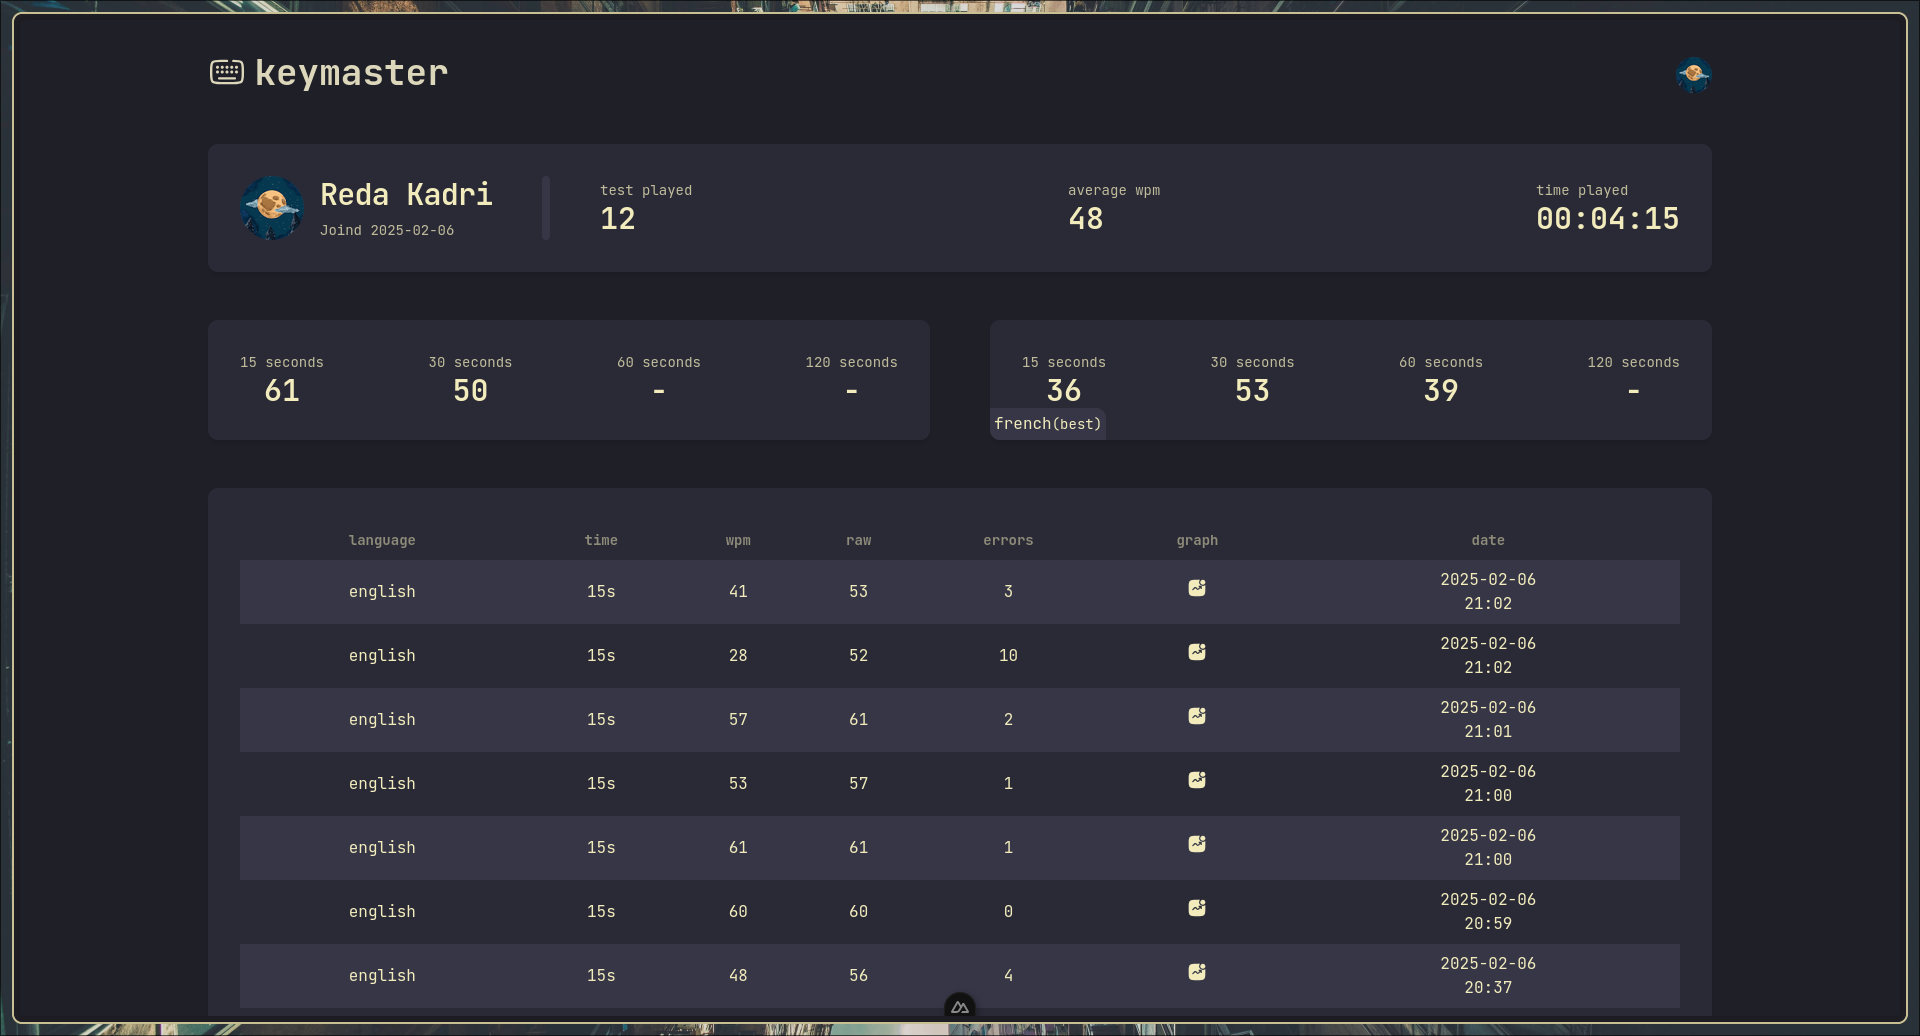 keymaster
Reda Kadri
Joind 2025-02-06
test played
12
average wpm
48
time played
00:04:15
15 seconds 30 seconds 60 seconds 120 seconds
61 50 - -
15 seconds 30 seconds 60 seconds 120 seconds
36 53 39 -
french(best)
language time wpm raw errors graph date
english 15s 41 53 3 2025-02-06
21:02
english 15s 28 52 10 2025-02-06
21:02
english 15s 57 61 2 2025-02-06
21:01
english 15s 53 57 1 2025-02-06
21:00
english 15s 61 61 1 2025-02-06
21:00
english 15s 60 60 0 2025-02-06
20:59
english 15s 48 56 4 2025-02-06
20:37